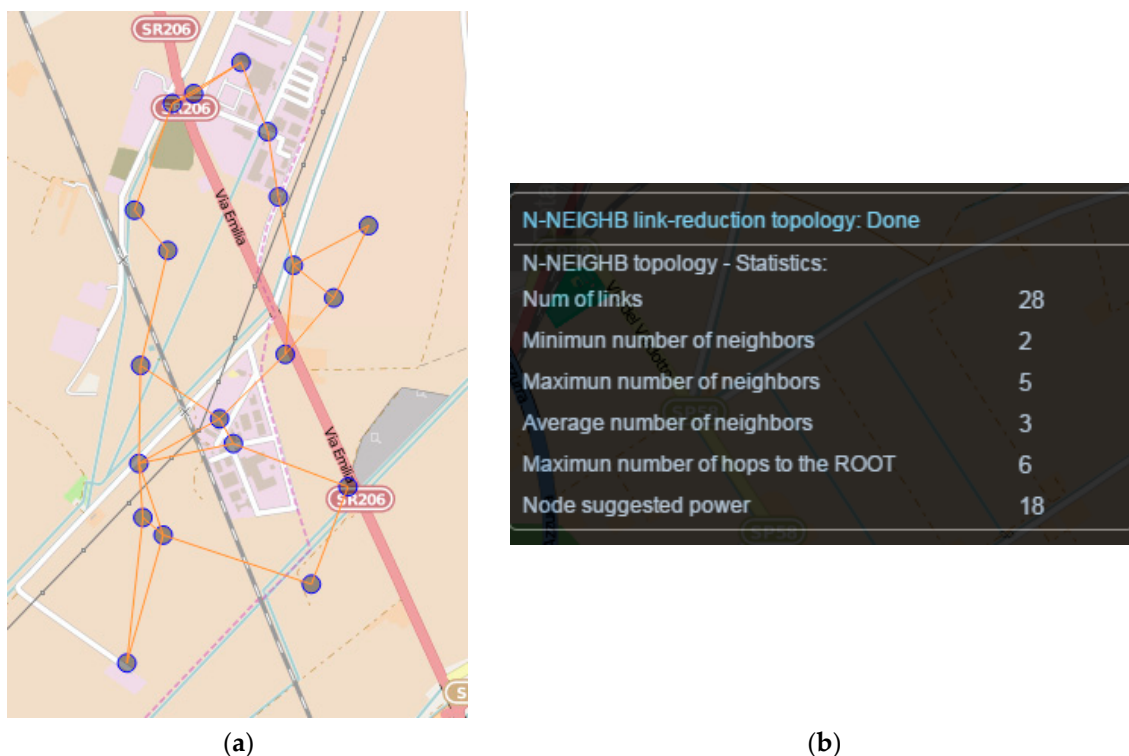 SR206
SR206
Via Emilia
Via Emilia
SR206
S
(a)
N-NEIGHB link-reduction topology: Done
N-NEIGHB topology - Statistics:
Num of links 28
Minimun number of neighbors 2
Maximun number of neighbors 5
Average number of neighbors 3
Maximun number of hops to the ROOT 6
Node suggested power 18
SP38
(b)